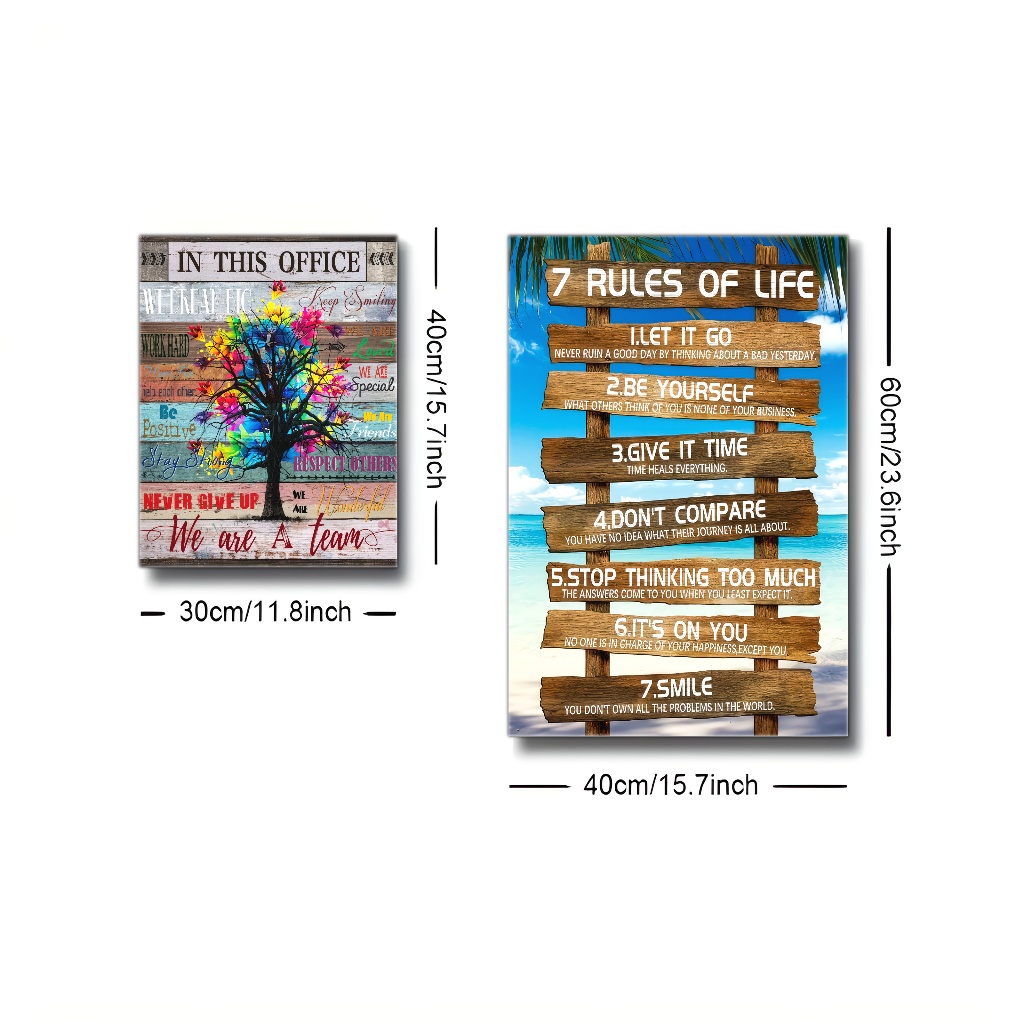 IN THIS OFFICE
Keep Smiling
WORK HARD
Loved
WE ARE
Special
each other
Be
Positive
We Are
Friends
Stay Strong
RESPECT OTHERS
NEVER GIVE UP
WE
ARE
Wonderful
We are A team
40cm/15.7inch
30cm/11.8inch
7 RULES OF LIFE
1.LET IT GO
NEVER RUIN A GOOD DAY BY THINKING ABOUT A BAD YESTERDAY.
2.BE YOURSELF
WHAT OTHERS THINK OF YOU IS NONE OF YOUR BUSINESS.
3.GIVE IT TIME
TIME HEALS EVERYTHING.
4.DON'T COMPARE
YOU HAVE NO IDEA WHAT THEIR JOURNEY IS ALL ABOUT.
5.STOP THINKING TOO MUCH
THE ANSWERS COME TO YOU WHEN YOU LEAST EXPECT IT.
6.IT'S ON YOU
NO ONE IS IN CHARGE OF YOUR HAPPINESS,EXCEPT YOU
7.SMILE
YOU DON'T OWN ALL THE PROBLEMS IN THE WORLD.
60cm/23.6inch
40cm/15.7inch